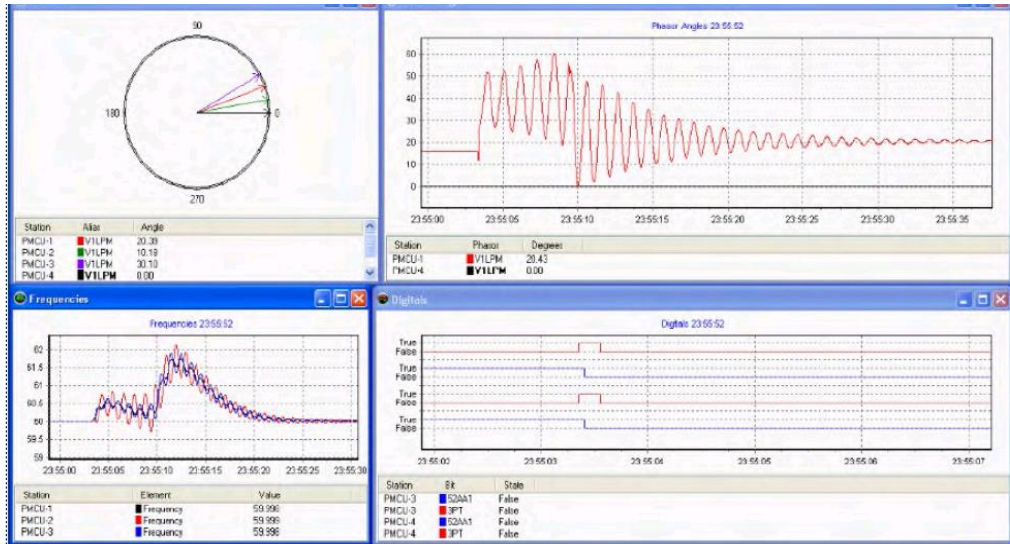 90
180
0
270
Station Alias Angle
PMCU-1 V1LPM 20.39
PMCU-2 V1LPM 10.19
PMCU-3 V1LPM 30.10
PMCU-4 V1LPM 0.00
Phasor Angles 23:55:52
60
50
40
30
20
10
0
23:55:00 23:55:05 23:55:10 23:55:15 23:55:20 23:55:25 23:55:30 23:55:35
Station Phasor Degrees
PMCU-1 V1LPM 20.43
PMCU-4 V1LPM 0.00
Frequencies
Frequencies 23:55:52
62
61.5
61
60.5
60
59.5
59
23:55:00 23:55:05 23:55:10 23:55:15 23:55:20 23:55:25 23:55:30
Station Element Value
PMCU-1 Frequency 59.996
PMCU-2 Frequency 59.999
PMCU-3 Frequency 59.996
Digitals
Digitals 23:55:52
True
False
True
False
True
False
True
False
23:55:02 23:55:03 23:55:04 23:55:05 23:55:06 23:55:07
Station Bit State
PMCU-3 52AA1 False
PMCU-3 3PT False
PMCU-4 52AA1 False
PMCU-4 3PT False